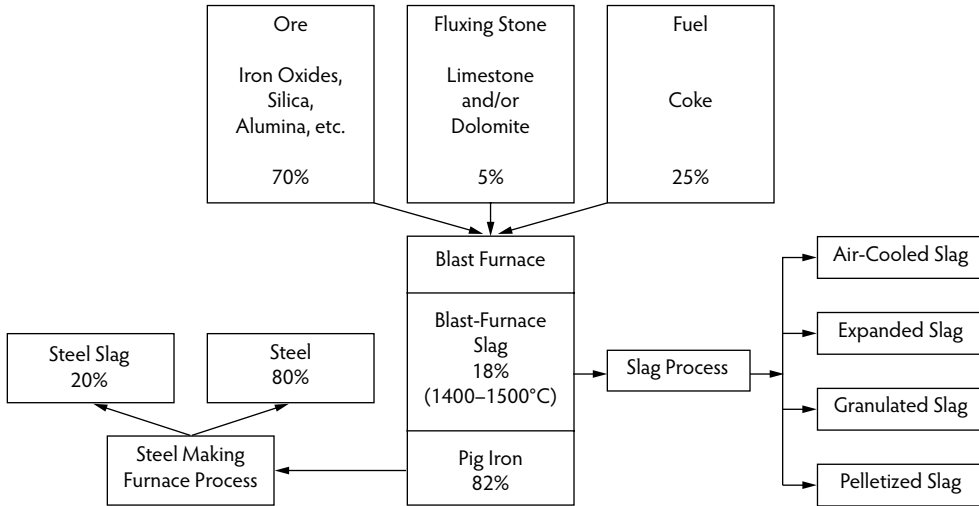 Ore
Iron Oxides,
Silica,
Alumina, etc.
70%
Fluxing Stone
Limestone
and/or
Dolomite
5%
Fuel
Coke
25%
Blast Furnace
Blast-Furnace
Slag
18%
(1400–1500°C)
Pig Iron
82%
Steel Slag
20%
Steel
80%
Steel Making
Furnace Process
Slag Process
Air-Cooled Slag
Expanded Slag
Granulated Slag
Pelletized Slag